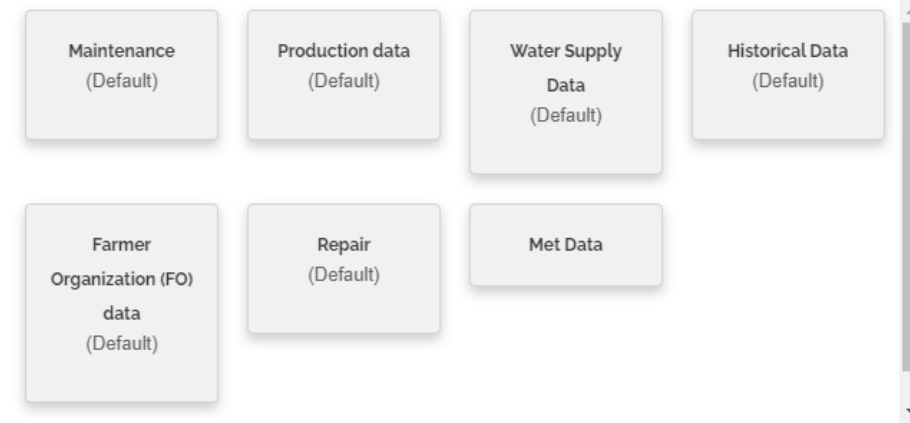 Maintenance
(Default)
Production data
(Default)
Water Supply
Data
(Default)
Historical Data
(Default)
Farmer
Organization (FO)
data
(Default)
Repair
(Default)
Met Data